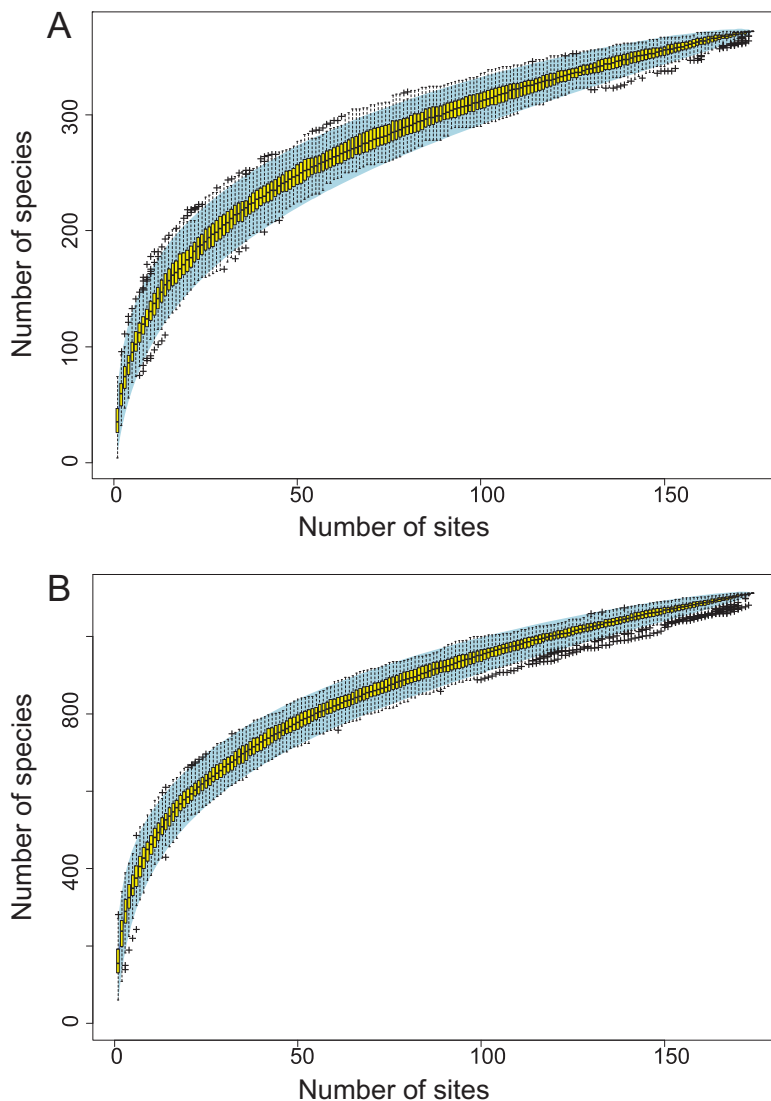 A
Number of species
300
200
100
0
0 50 100 150
Number of sites
B
Number of species
800
400
0
0 50 100 150
Number of sites